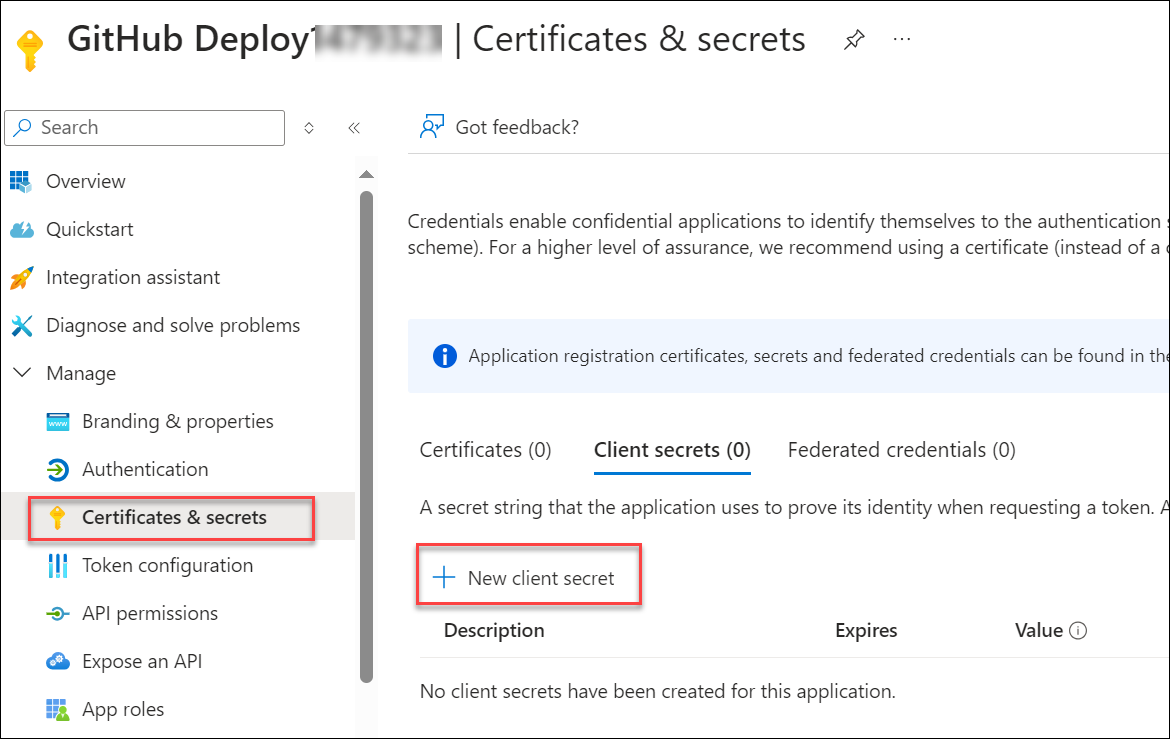 GitHub Deploy | Certificates & secrets
Search
Got feedback?
Overview
Quickstart
Integration assistant
Diagnose and solve problems
Manage
Branding & properties
Authentication
Certificates & secrets
Token configuration
API permissions
Expose an API
App roles
Credentials enable confidential applications to identify themselves to the authentication
scheme). For a higher level of assurance, we recommend using a certificate (instead of a
Application registration certificates, secrets and federated credentials can be found in the
Certificates (0) Client secrets (0) Federated credentials (0)
A secret string that the application uses to prove its identity when requesting a token. A
New client secret
Description Expires Value
No client secrets have been created for this application.